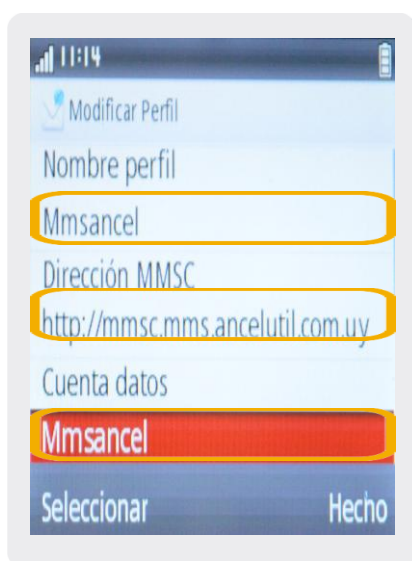 11:14
Modificar Perfil
Nombre perfil
Mmsancel
Dirección MMSC
http://mmsc.mms.ancelutil.com.uy
Cuenta datos
Mmsancel
Seleccionar Hecho